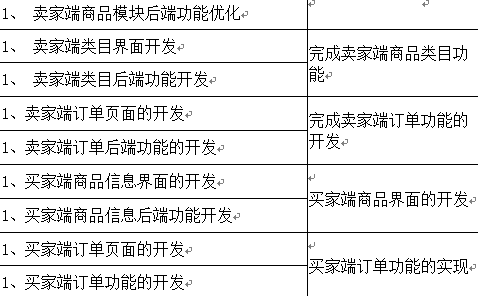 1、 卖家端商品模块后端功能优化
1、 卖家端类目界面开发
1、 卖家端类目后端功能开发
完成卖家端商品类目功
能
1、卖家端订单页面的开发
1、卖家端订单后端功能的开发
完成卖家端订单功能的
开发
1、买家端商品信息界面的开发
1、买家端商品信息后端功能开发
买家端商品界面的开发
1、买家端订单页面的开发
1、买家端订单功能的开发
买家端订单功能的实现